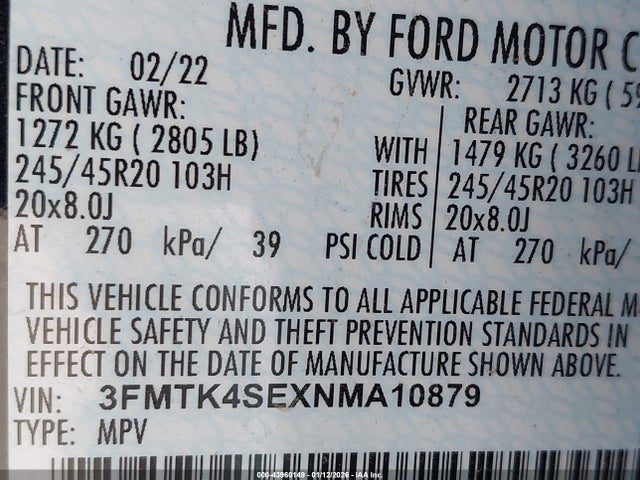 MFD. BY FORD MOTOR C
DATE: 02/22 GVWR: 2713 KG ( 59
FRONT GAWR: REAR GAWR:
1272 KG ( 2805 LB) WITH 1479 KG ( 3260 L
245/45R20 103H TIRES 245/45R20 103H
20x8.0J RIMS 20x8.0J
AT 270 kPa/ 39 PSI COLD AT 270 kPa/
THIS VEHICLE CONFORMS TO ALL APPLICABLE FEDERAL M
VEHICLE SAFETY AND THEFT PREVENTION STANDARDS IN
EFFECT ON THE DATE OF MANUFACTURE SHOWN ABOVE.
VIN: 3FMTK4SEXNMA10879
TYPE: MPV
000-43960149 - 01/12/2026 - IAA Inc.